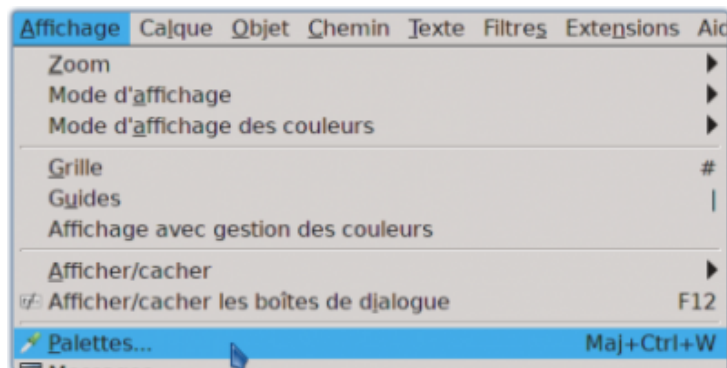 Affichage Calque Objet Chemin Texte Filtres Extensions
Zoom
Mode d'affichage
Mode d'affichage des couleurs
Grille #
Guides |
Affichage avec gestion des couleurs
Afficher/cacher
Afficher/cacher les boîtes de dialogue F12
Palettes... Maj+Ctrl+W